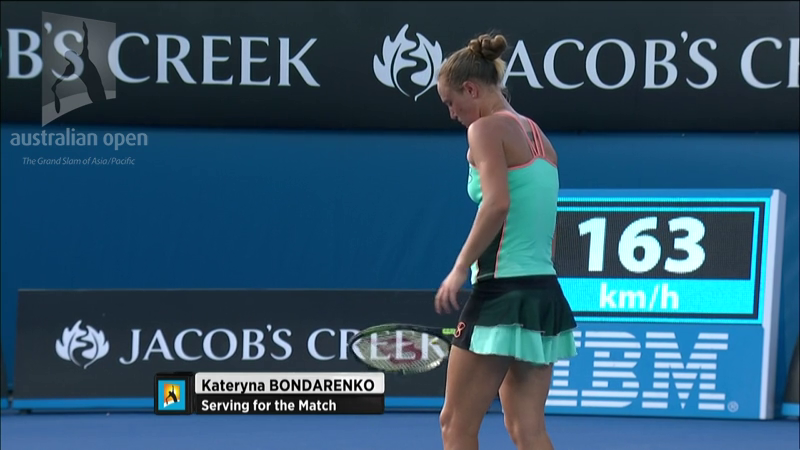 B'S CREEK
JACOB'S CREEK
australian open
The Grand Slam of Asia/Pacific
163
km/h
JACOB'S CREEK
IBM
Kateryna BONDARENKO
Serving for the Match